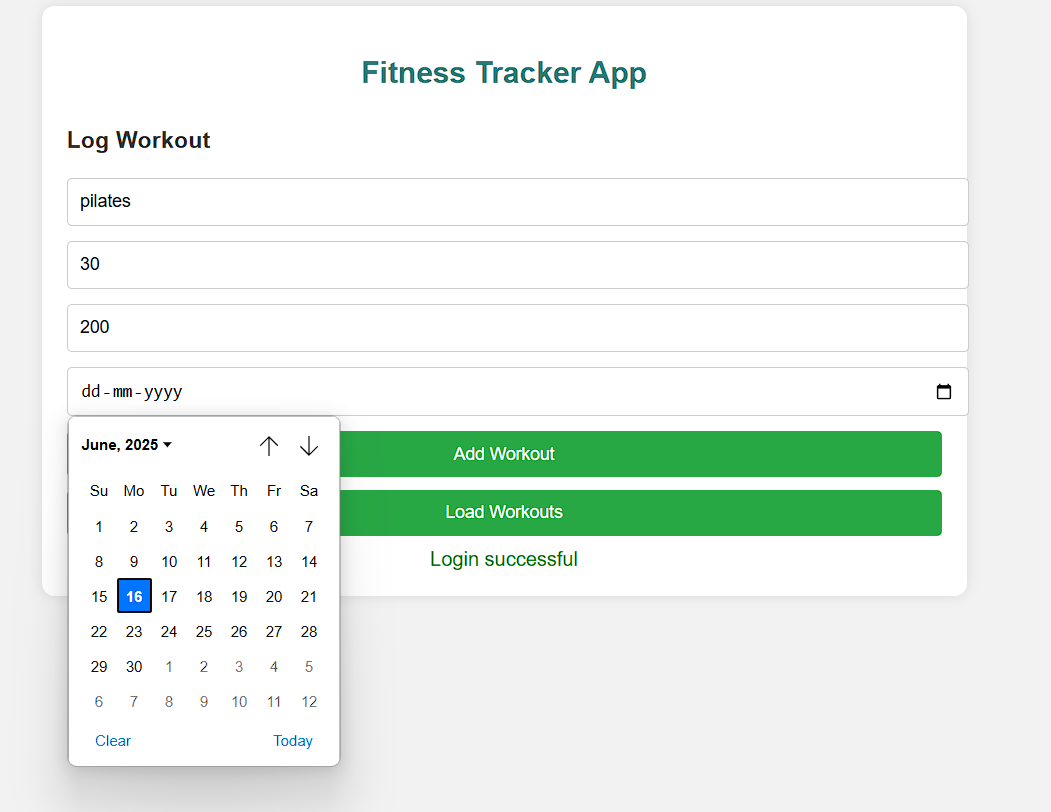 Fitness Tracker App
Log Workout
pilates
30
200
dd-mm-yyyy
June, 2025
Su Mo Tu We Th Fr Sa
1 2 3 4 5 6 7
8 9 10 11 12 13 14
15 16 17 18 19 20 21
22 23 24 25 26 27 28
29 30 1 2 3 4 5
6 7 8 9 10 11 12
Clear Today
Add Workout
Load Workouts
Login successful